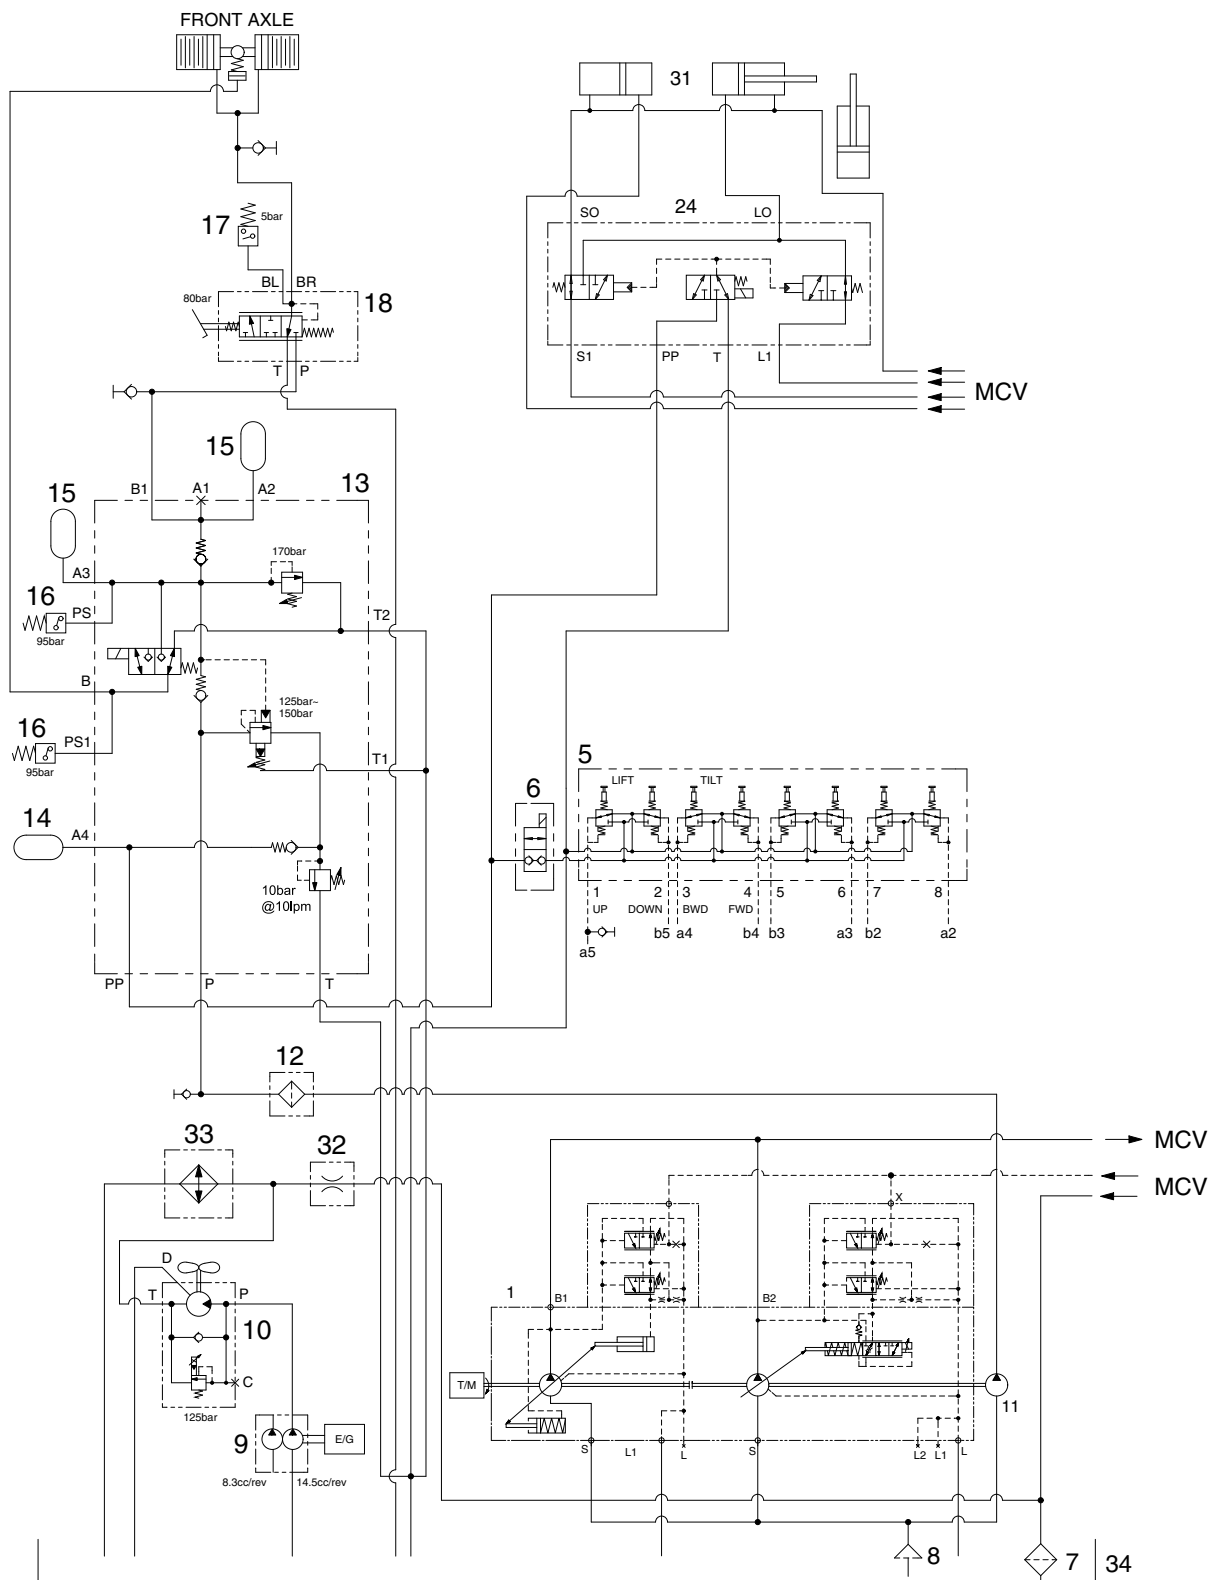 FRONT AXLE
31
17
5bar
SO
24
LO
BL
BR
80bar
18
S1
PP
T
L1
T
P
MCV
15
15
B1
A1
A2
13
170bar
A3
16
PS
95bar
T2
B
125bar~
150bar
16
PS1
95bar
T1
5
LIFT
TILT
6
14
A4
10bar
@10lpm
1
2
3
4
5
6
7
8
UP
DOWN
BWD
FWD
b5
a4
b4
b3
a3
b2
a2
a5
PP
P
T
12
33
32
MCV
MCV
X
D
T
P
1
B1
B2
10
C
T/M
125bar
11
9
E/G
S
L1
L
S
L2
L1
L
8.3cc/rev
14.5cc/rev
8
7
34